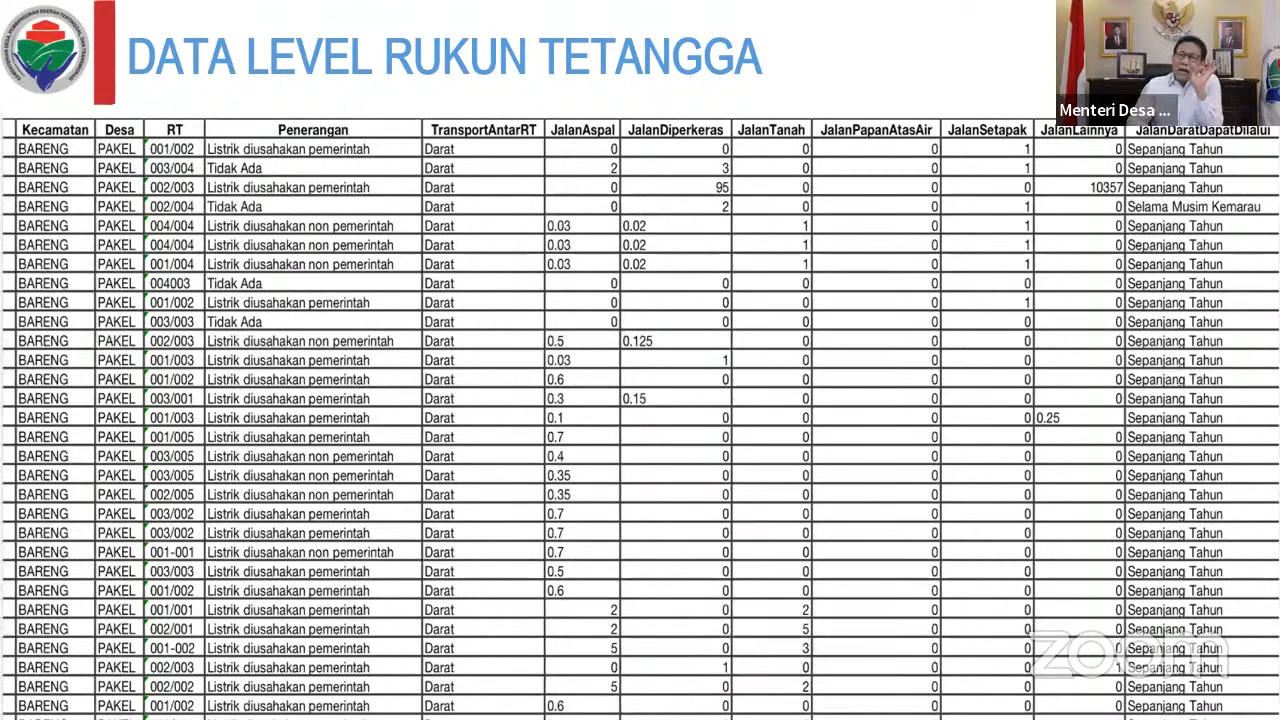 DATA LEVEL RUKUN TETANGGA
Menteri Desa ...
Kecamatan Desa RT Penerangan TransportAntarRT JalanAspal JalanDiperkeras JalanTanah JalanPapanAtasAir JalanSetapak JalanLainnya JalanDaratDapatDilalui
BARENG PAKEL 001/002 Listrik diusahakan pemerintah Darat 0 0 0 0 1 0 Sepanjang Tahun
BARENG PAKEL 003/004 Tidak Ada Darat 2 3 0 0 1 0 Sepanjang Tahun
BARENG PAKEL 002/003 Listrik diusahakan pemerintah Darat 0 95 0 0 0 10357 Sepanjang Tahun
BARENG PAKEL 002/004 Tidak Ada Darat 0 2 0 0 1 0 Selama Musim Kemarau
BARENG PAKEL 004/004 Listrik diusahakan non pemerintah Darat 0.03 0.02 1 0 1 0 Sepanjang Tahun
BARENG PAKEL 004/004 Listrik diusahakan non pemerintah Darat 0.03 0.02 1 0 1 0 Sepanjang Tahun
BARENG PAKEL 001/004 Listrik diusahakan non pemerintah Darat 0.03 0.02 1 0 1 0 Sepanjang Tahun
BARENG PAKEL 004003 Tidak Ada Darat 0 0 0 0 0 0 Sepanjang Tahun
BARENG PAKEL 001/002 Listrik diusahakan pemerintah Darat 0 0 0 0 1 0 Sepanjang Tahun
BARENG PAKEL 003/003 Tidak Ada Darat 0 0 0 0 0 0 Sepanjang Tahun
BARENG PAKEL 002/003 Listrik diusahakan non pemerintah Darat 0.5 0.125 0 0 0 0 Sepanjang Tahun
BARENG PAKEL 001/003 Listrik diusahakan pemerintah Darat 0.03 1 0 0 0 0 Sepanjang Tahun
BARENG PAKEL 001/002 Listrik diusahakan pemerintah Darat 0.6 0 0 0 0 0 Sepanjang Tahun
BARENG PAKEL 003/001 Listrik diusahakan pemerintah Darat 0.3 0.15 0 0 0 0 Sepanjang Tahun
BARENG PAKEL 001/003 Listrik diusahakan pemerintah Darat 0.1 0 0 0 0 0.25 Sepanjang Tahun
BARENG PAKEL 001/005 Listrik diusahakan pemerintah Darat 0.7 0 0 0 0 0 Sepanjang Tahun
BARENG PAKEL 003/005 Listrik diusahakan non pemerintah Darat 0.4 0 0 0 0 0 Sepanjang Tahun
BARENG PAKEL 003/005 Listrik diusahakan non pemerintah Darat 0.35 0 0 0 0 0 Sepanjang Tahun
BARENG PAKEL 002/005 Listrik diusahakan non pemerintah Darat 0.35 0 0 0 0 0 Sepanjang Tahun
BARENG PAKEL 003/002 Listrik diusahakan pemerintah Darat 0.7 0 0 0 0 0 Sepanjang Tahun
BARENG PAKEL 003/002 Listrik diusahakan pemerintah Darat 0.7 0 0 0 0 0 Sepanjang Tahun
BARENG PAKEL 001-001 Listrik diusahakan non pemerintah Darat 0.7 0 0 0 0 0 Sepanjang Tahun
BARENG PAKEL 003/003 Listrik diusahakan pemerintah Darat 0.5 0 0 0 0 0 Sepanjang Tahun
BARENG PAKEL 001/002 Listrik diusahakan pemerintah Darat 0.6 0 0 0 0 0 Sepanjang Tahun
BARENG PAKEL 001/001 Listrik diusahakan pemerintah Darat 2 0 2 0 0 0 Sepanjang Tahun
BARENG PAKEL 002/001 Listrik diusahakan pemerintah Darat 2 0 5 0 0 0 Sepanjang Tahun
BARENG PAKEL 001-002 Listrik diusahakan pemerintah Darat 5 0 3 0 0 0 Sepanjang Tahun
BARENG PAKEL 002/003 Listrik diusahakan pemerintah Darat 0 1 0 0 0 1 Sepanjang Tahun
BARENG PAKEL 002/002 Listrik diusahakan pemerintah Darat 5 0 2 0 0 0 Sepanjang Tahun
BARENG PAKEL 001/002 Listrik diusahakan pemerintah Darat 0.6 0 0 0 0 0 Sepanjang Tahun
zoom